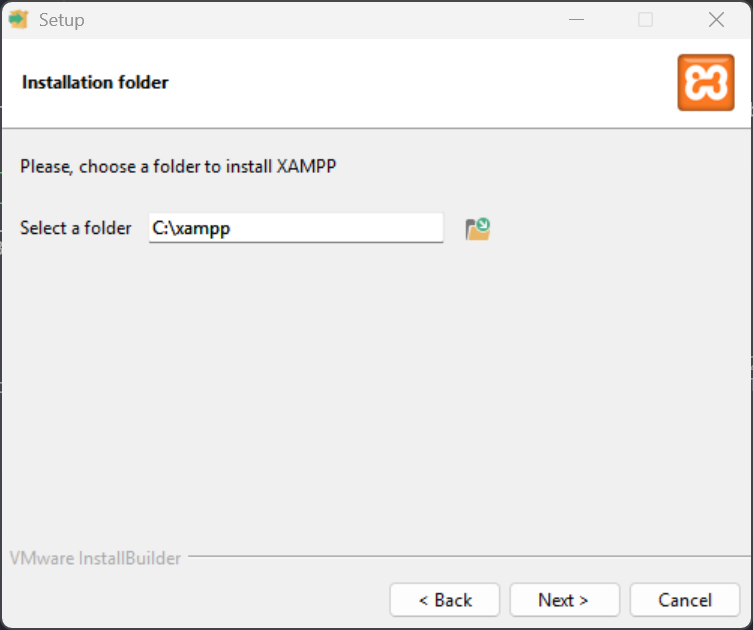 Setup
Installation folder
Please, choose a folder to install XAMPP
Select a folder C:\xampp
VMware InstallBuilder
< Back Next > Cancel